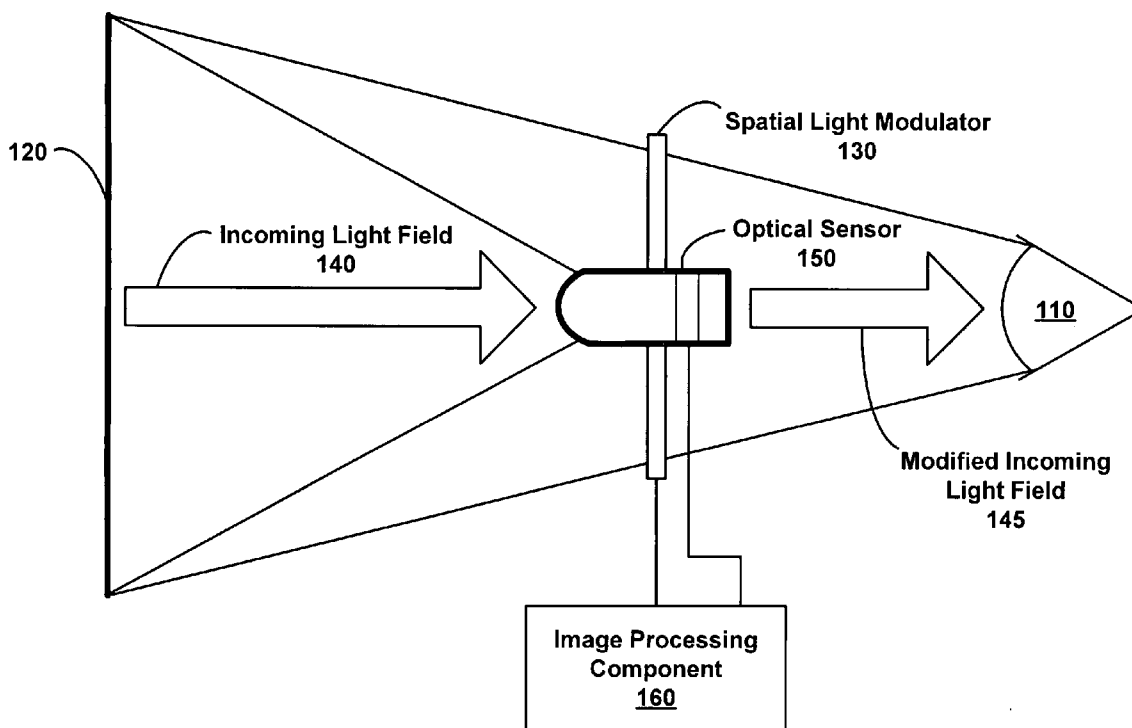 Spatial Light Modulator
130
120
Incoming Light Field
140
Optical Sensor
150
110
Modified Incoming
Light Field
145
Image Processing
Component
160